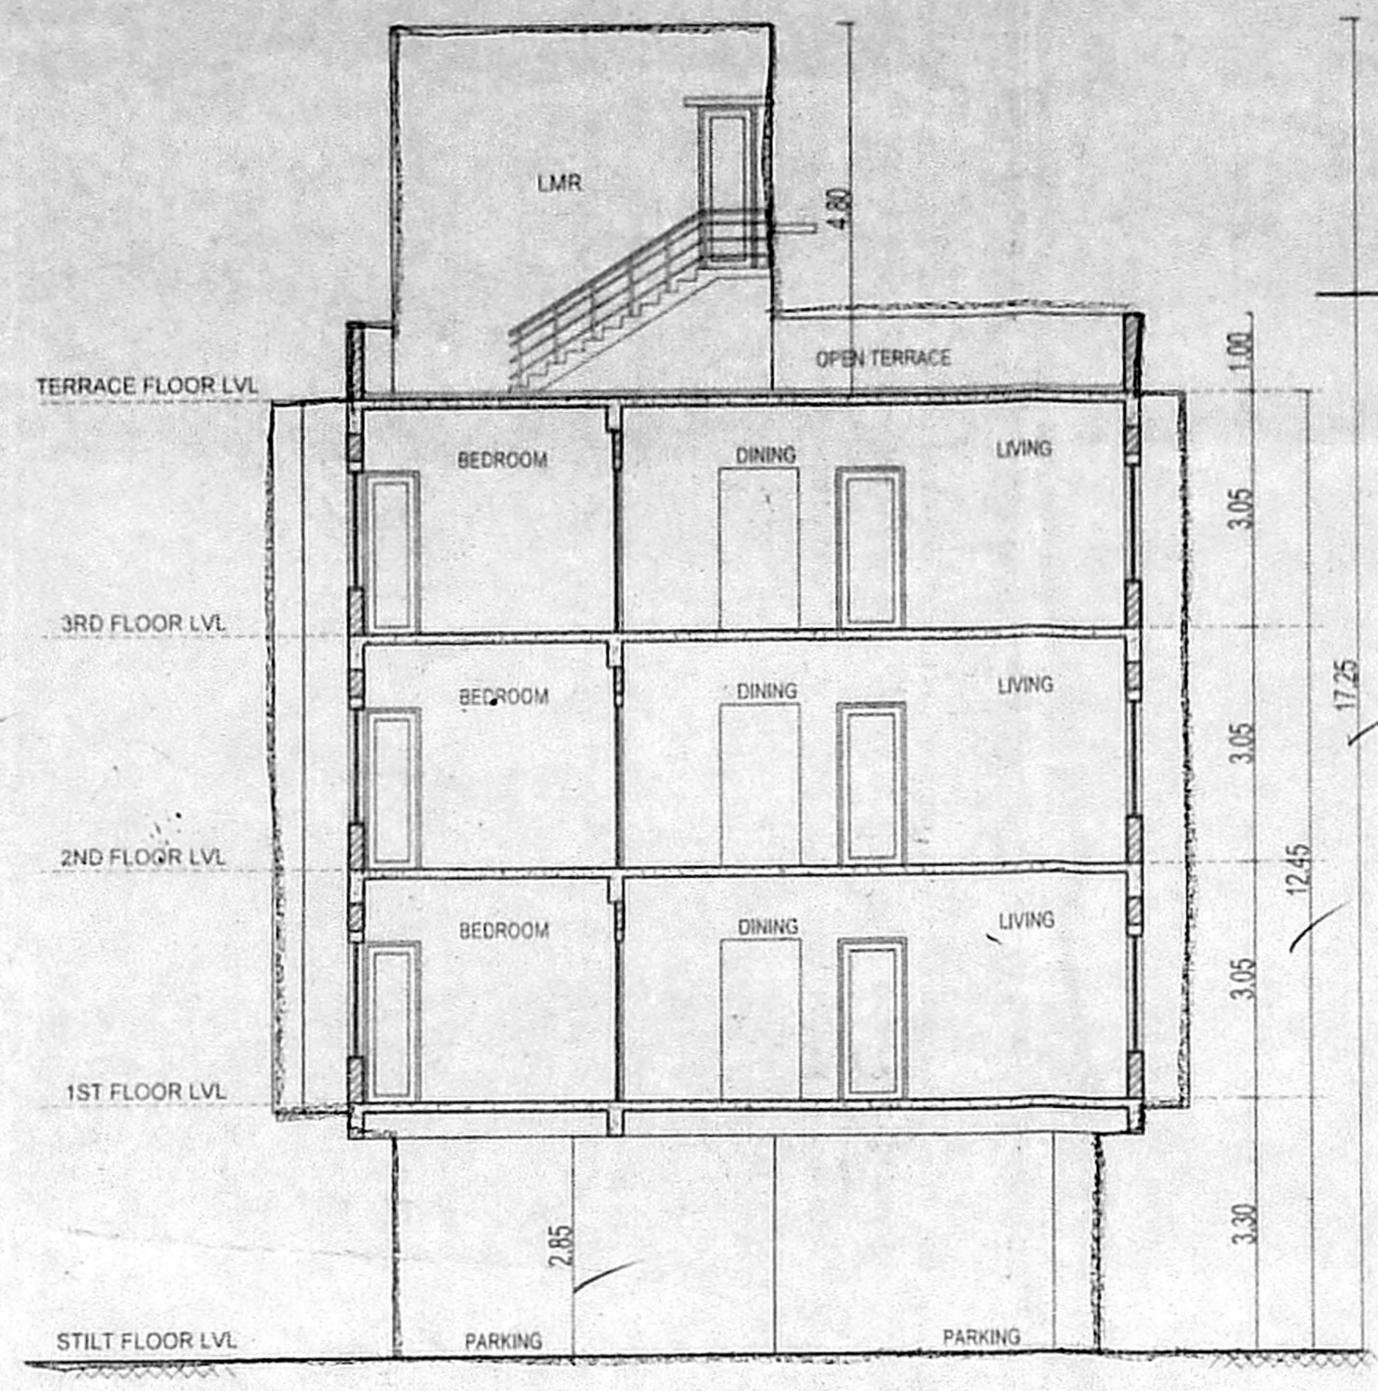 LMR
4.80
OPEN TERRACE
1.00
TERRACE FLOOR LVL
BEDROOM
DINING
LIVING
3.05
3RD FLOOR LVL
BEDROOM
DINING
LIVING
17.25
3.05
2ND FLOOR LVL
12.45
BEDROOM
DINING
LIVING
3.05
1ST FLOOR LVL
2.85
3.30
STILT FLOOR LVL
PARKING
PARKING